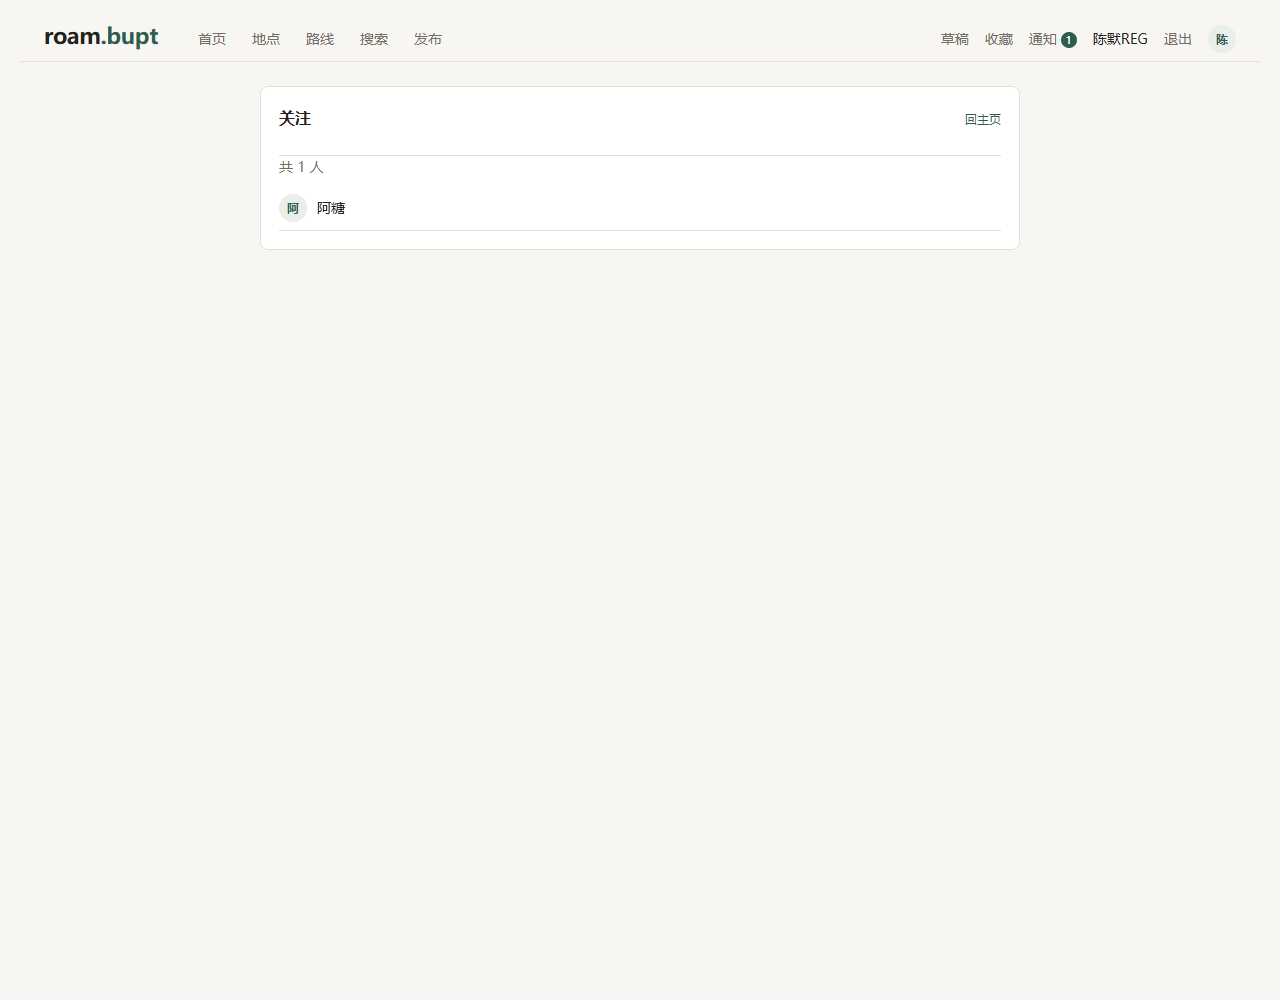 roam.bupt 首页 地点 路线 搜索 发布 草稿 收藏 通知 1 陈默REG 退出 陈
关注 回主页
共 1 人
阿 阿糖